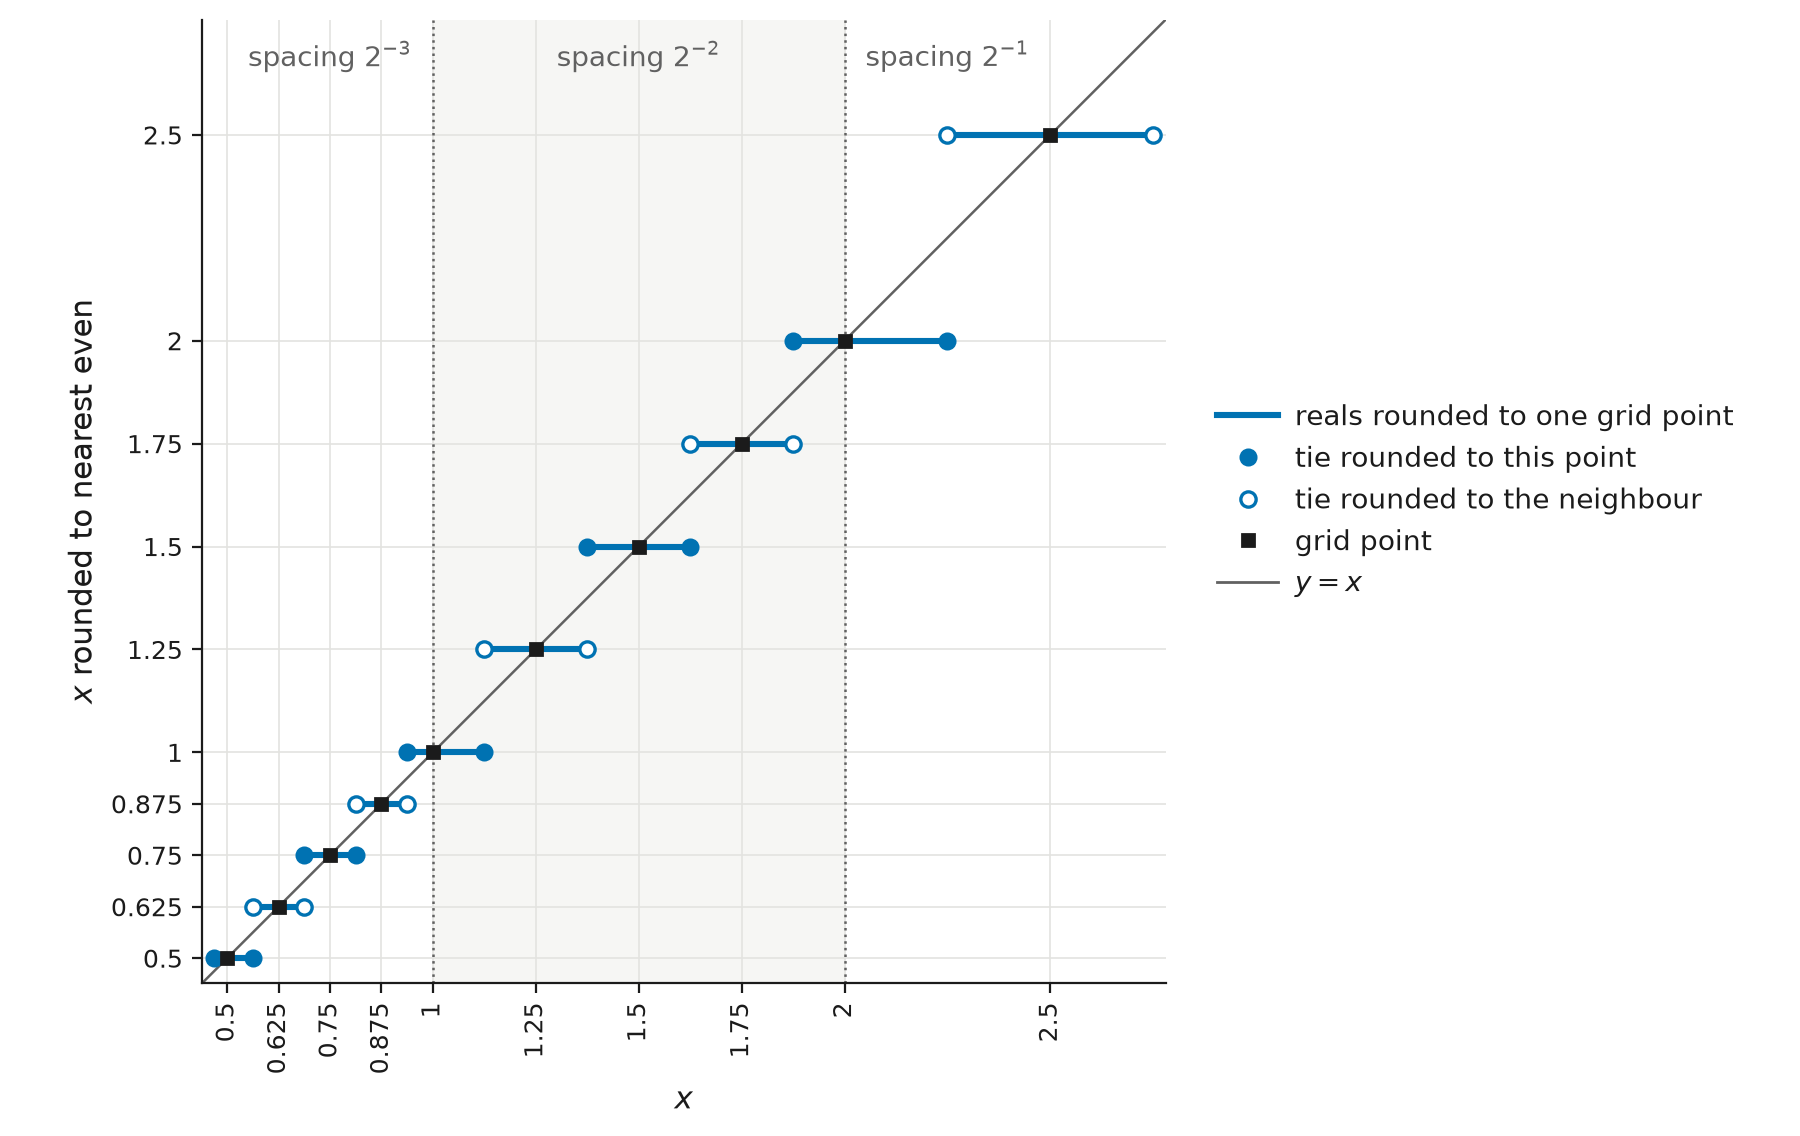 spacing 2⁻³
spacing 2⁻²
spacing 2⁻¹
x rounded to nearest even
2.5
2
1.75
1.5
1.25
1
0.875
0.75
0.625
0.5
0.5
0.625
0.75
0.875
1
1.25
1.5
1.75
2
2.5
x
reals rounded to one grid point
tie rounded to this point
tie rounded to the neighbour
grid point
y = x